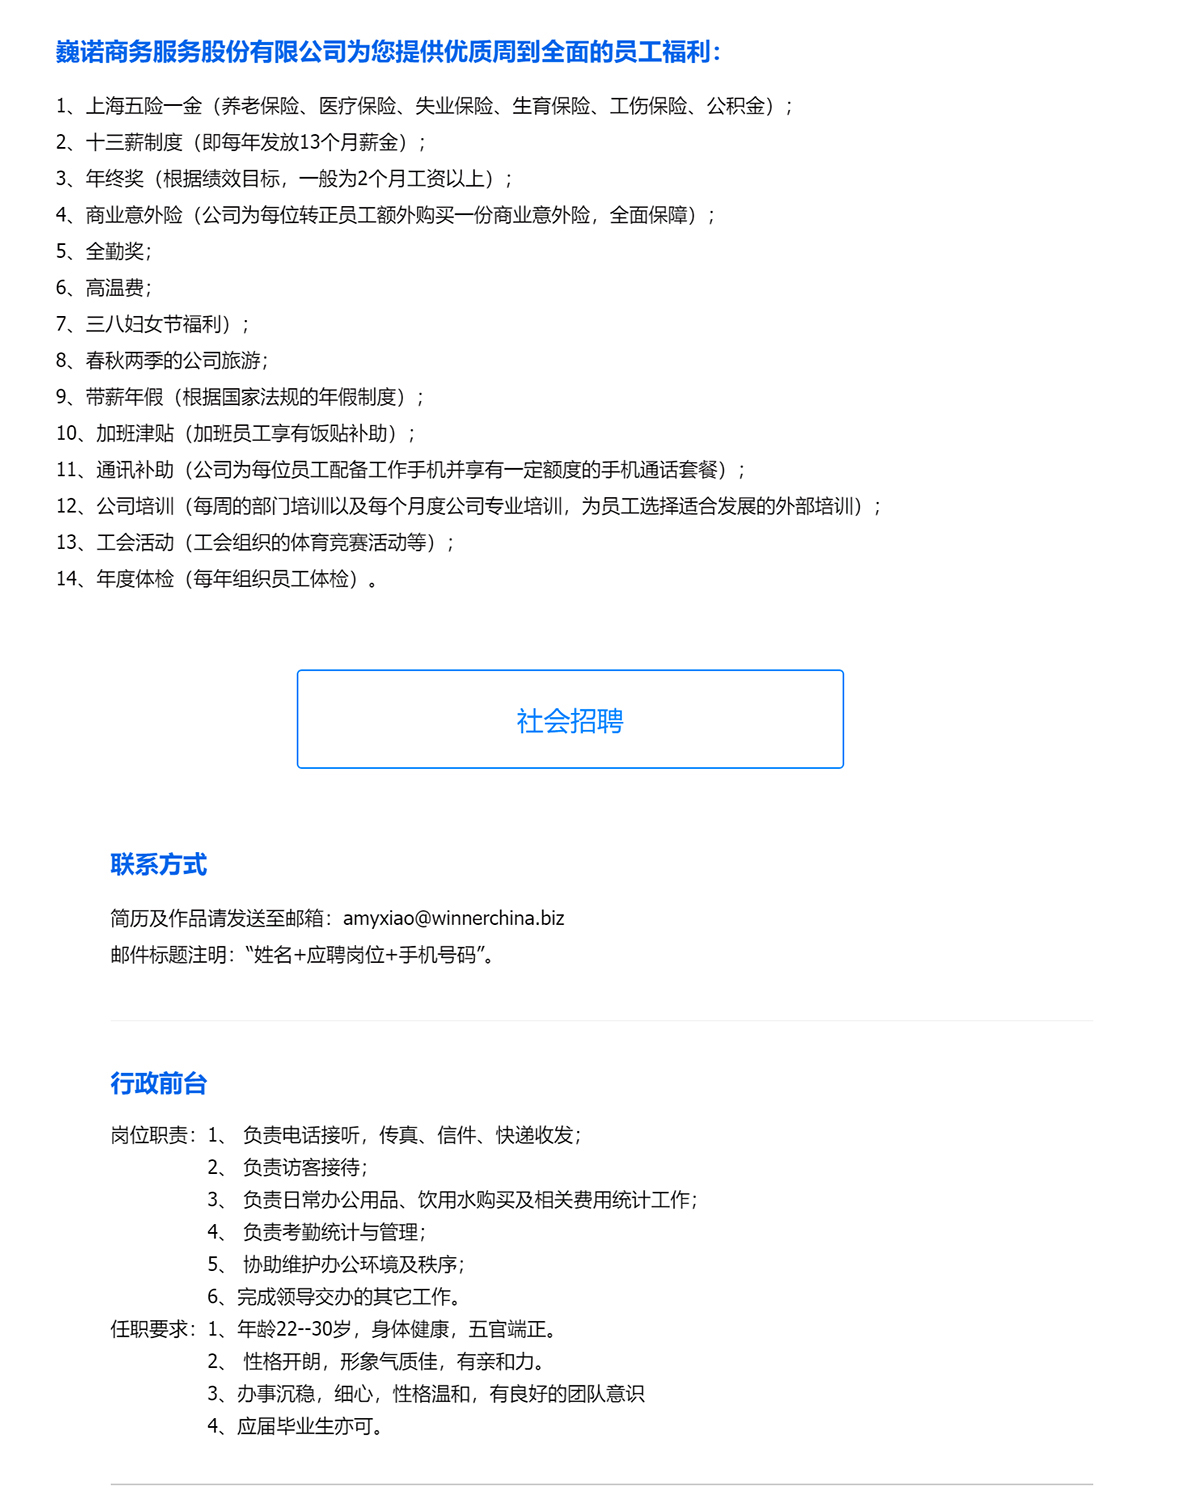 巍诺商务服务股份有限公司为您提供优质周到全面的员工福利：
1、上海五险一金（养老保险、医疗保险、失业保险、生育保险、工伤保险、公积金）；
2、十三薪制度（即每年发放13个月薪金）；
3、年终奖（根据绩效目标，一般为2个月工资以上）；
4、商业意外险（公司为每位转正员工额外购买一份商业意外险，全面保障）；
5、全勤奖；
6、高温费；
7、三八妇女节福利）；
8、春秋两季的公司旅游；
9、带薪年假（根据国家法规的年假制度）；
10、加班津贴（加班员工享有饭贴补助）；
11、通讯补助（公司为每位员工配备工作手机并享有一定额度的手机通话套餐）；
12、公司培训（每周的部门培训以及每个月度公司专业培训，为员工选择适合发展的外部培训）；
13、工会活动（工会组织的体育竞赛活动等）；
14、年度体检（每年组织员工体检）。
社会招聘
联系方式
简历及作品请发送至邮箱：amyxiao@winnerchina.biz
邮件标题注明：“姓名+应聘岗位+手机号码”。
行政前台
岗位职责：1、 负责电话接听，传真、信件、快递收发；
2、 负责访客接待；
3、 负责日常办公用品、饮用水购买及相关费用统计工作；
4、 负责考勤统计与管理；
5、 协助维护办公环境及秩序；
6、完成领导交办的其它工作。
任职要求：1、年龄22--30岁，身体健康，五官端正。
2、 性格开朗，形象气质佳，有亲和力。
3、办事沉稳，细心，性格温和，有良好的团队意识
4、应届毕业生亦可。